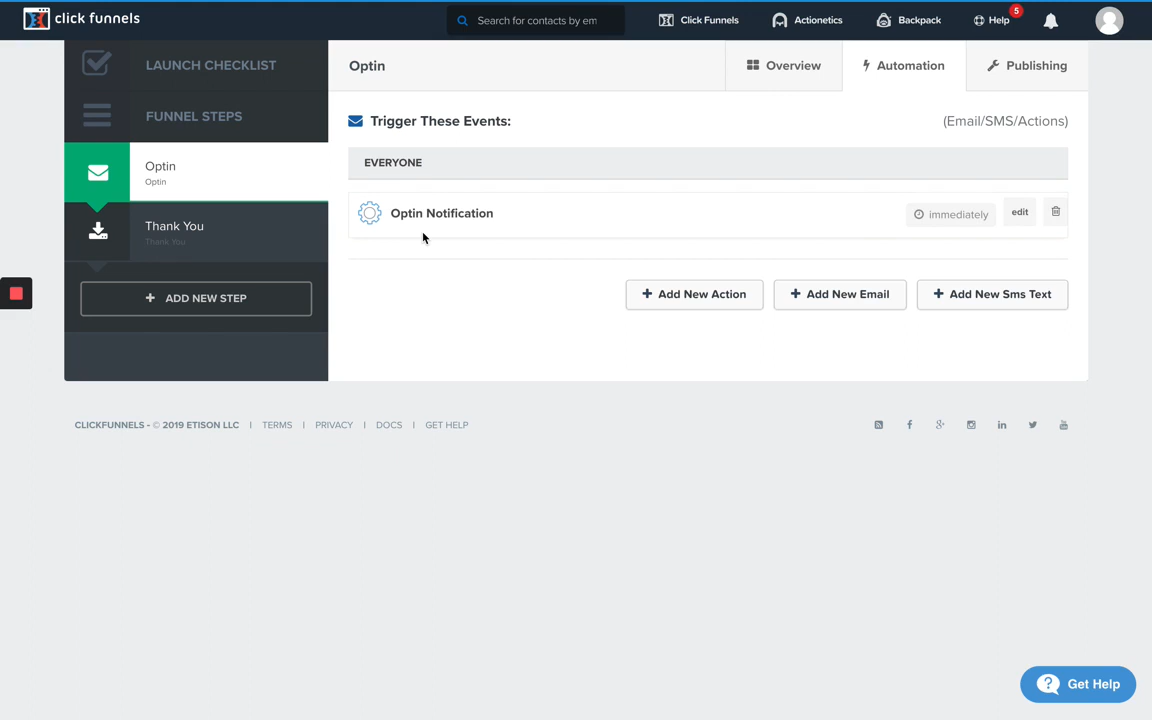 click funnels
Search for contacts by em
Click Funnels
Actionetics
Backpack
Help
5
LAUNCH CHECKLIST
FUNNEL STEPS
Optin
Optin
Thank You
Thank You
+ ADD NEW STEP
Optin
Overview
Automation
Publishing
Trigger These Events:
(Email/SMS/Actions)
EVERYONE
Optin Notification
immediately
edit
+ Add New Action
+ Add New Email
+ Add New Sms Text
CLICKFUNNELS - © 2019 ETISON LLC | TERMS | PRIVACY | DOCS | GET HELP
? Get Help